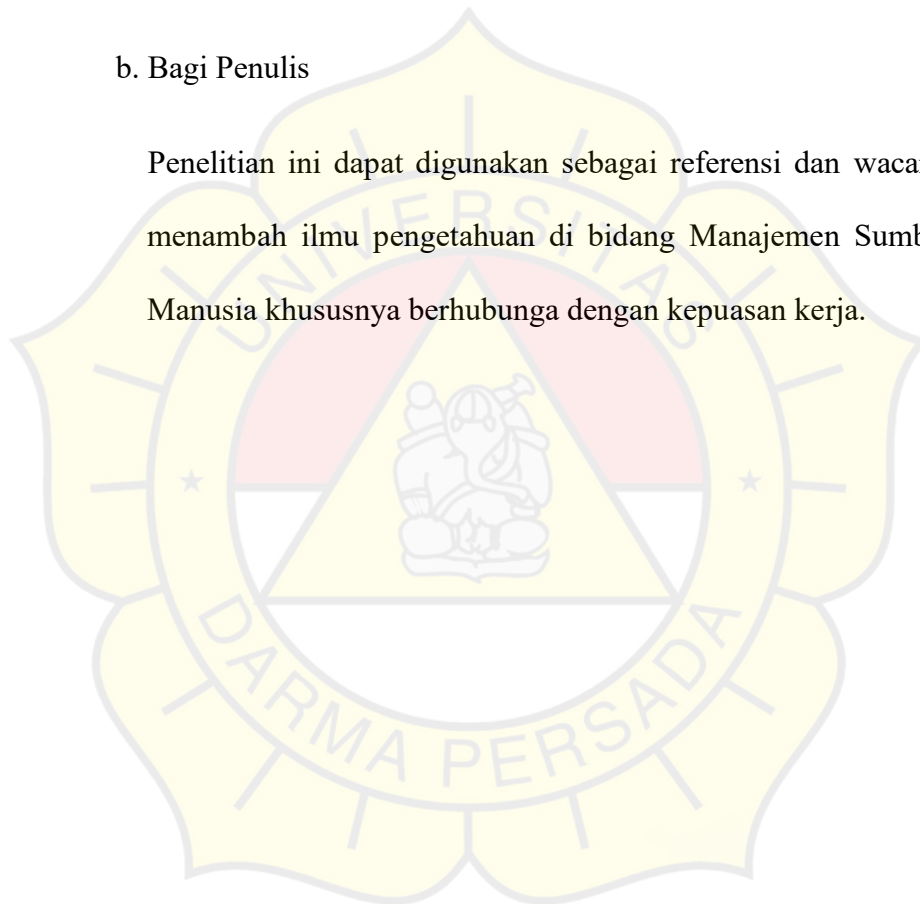 b. Bagi Penulis
Penelitian ini dapat digunakan sebagai referensi dan
menambah ilmu pengetahuan di bidang Manajemen
Manusia khususnya berhubunga dengan kepuasan kerja.
UNIVERSITAS
DARMA PERSADA